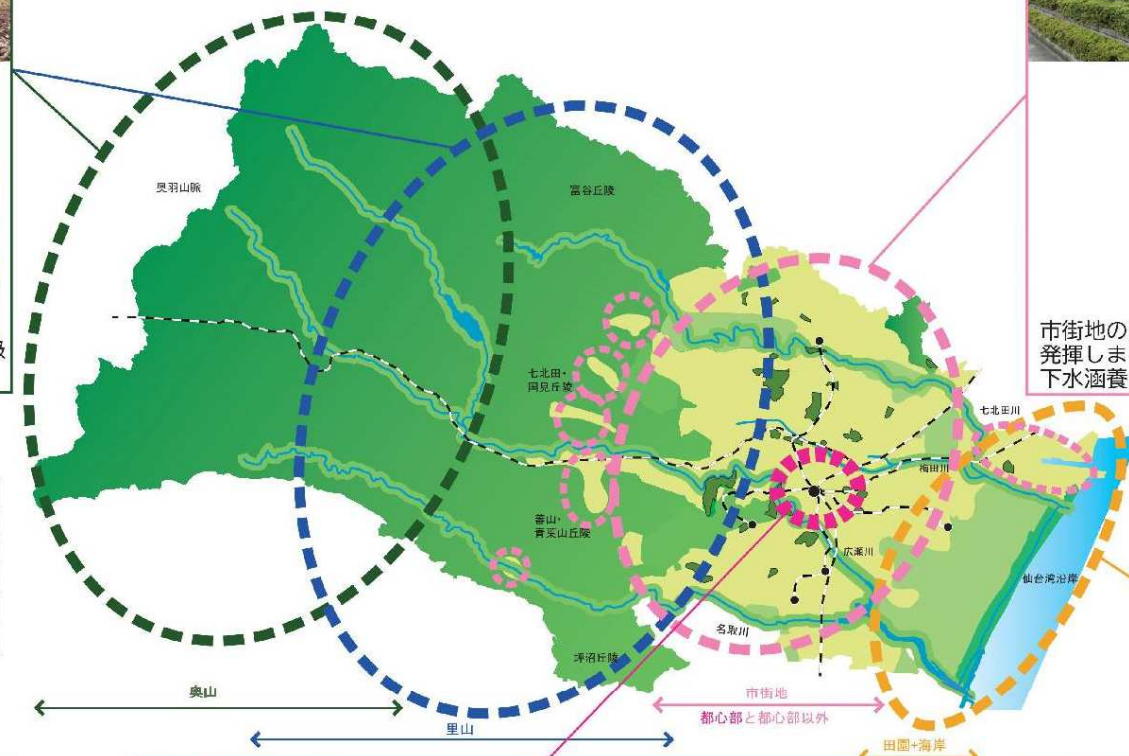 奥羽山脈
富谷丘陵
市街地の
発揮しま
下水涵養
七北田・
国見丘陵
七北田川
梅田川
蕃山・
青葉山丘陵
広瀬川
仙台湾沿岸
名取川
坪沼丘陵
奥山
市街地
都心部と都心部以外
里山
田園+海岸